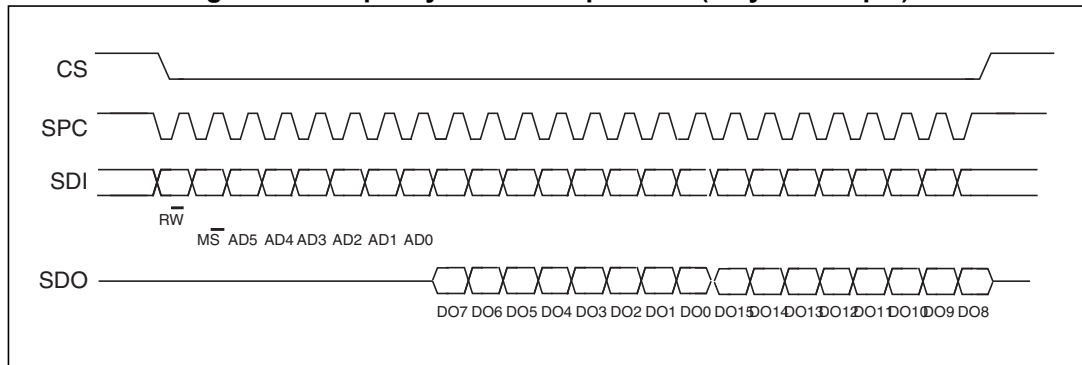 CS
SPC
SDI
RW
MS AD5 AD4 AD3 AD2 AD1 AD0
SDO
DO7 DO6 DO5 DO4 DO3 DO2 DO1 DO0 DO15 DO14 DO13 DO12 DO11 DO10 DO9 DO8